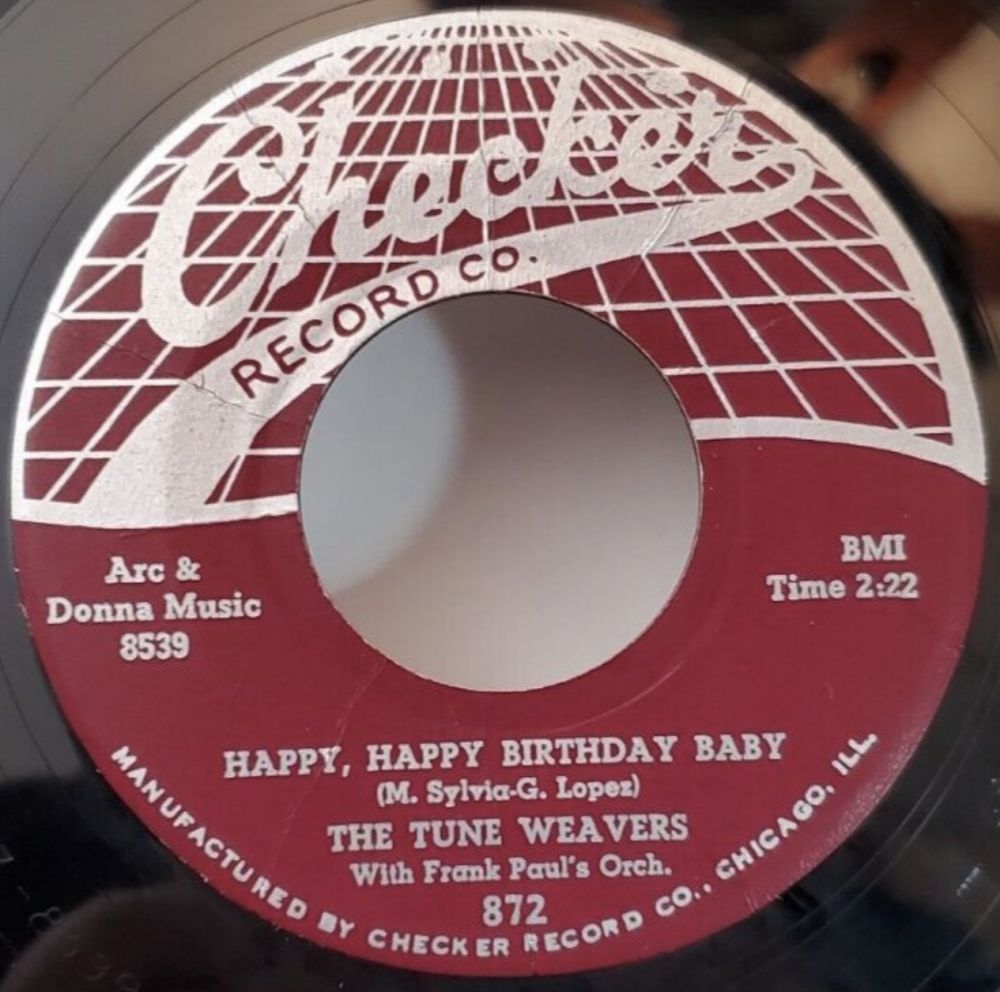 Checker
RECORD CO.
Arc &
Donna Music
8539
BMI
Time 2:22
HAPPY, HAPPY BIRTHDAY BABY
(M. Sylvia-G. Lopez)
THE TUNE WEAVERS
With Frank Paul's Orch.
872
MANUFACTURED BY CHECKER RECORD CO., CHICAGO, ILL.